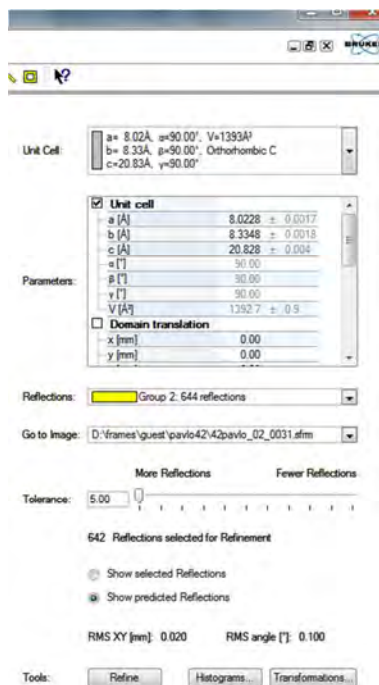 BRUKER
Unit Cell:
a= 8.02Å, α=90.00°, V=1393Å³
b= 8.33Å, β=90.00°, Orthorhombic C
c=20.83Å, γ=90.00°
Parameters:
Unit cell
a [Å] 8.0228 ± 0.0017
b [Å] 8.3348 ± 0.0018
c [Å] 20.828 ± 0.004
α [°] 90.00
β [°] 90.00
γ [°] 90.00
V [Å³] 1392.7 ± 0.9
Domain translation
x [mm] 0.00
y [mm] 0.00
Reflections: Group 2: 644 reflections
Go to Image: D:\frames\guest\pavlo42\42pavlo_02_0031.sfrm
More Reflections Fewer Reflections
Tolerance: 5.00
642 Reflections selected for Refinement
Show selected Reflections
Show predicted Reflections
RMS XY [mm]: 0.020 RMS angle [°]: 0.100
Tools: Refine Histograms... Transformations...